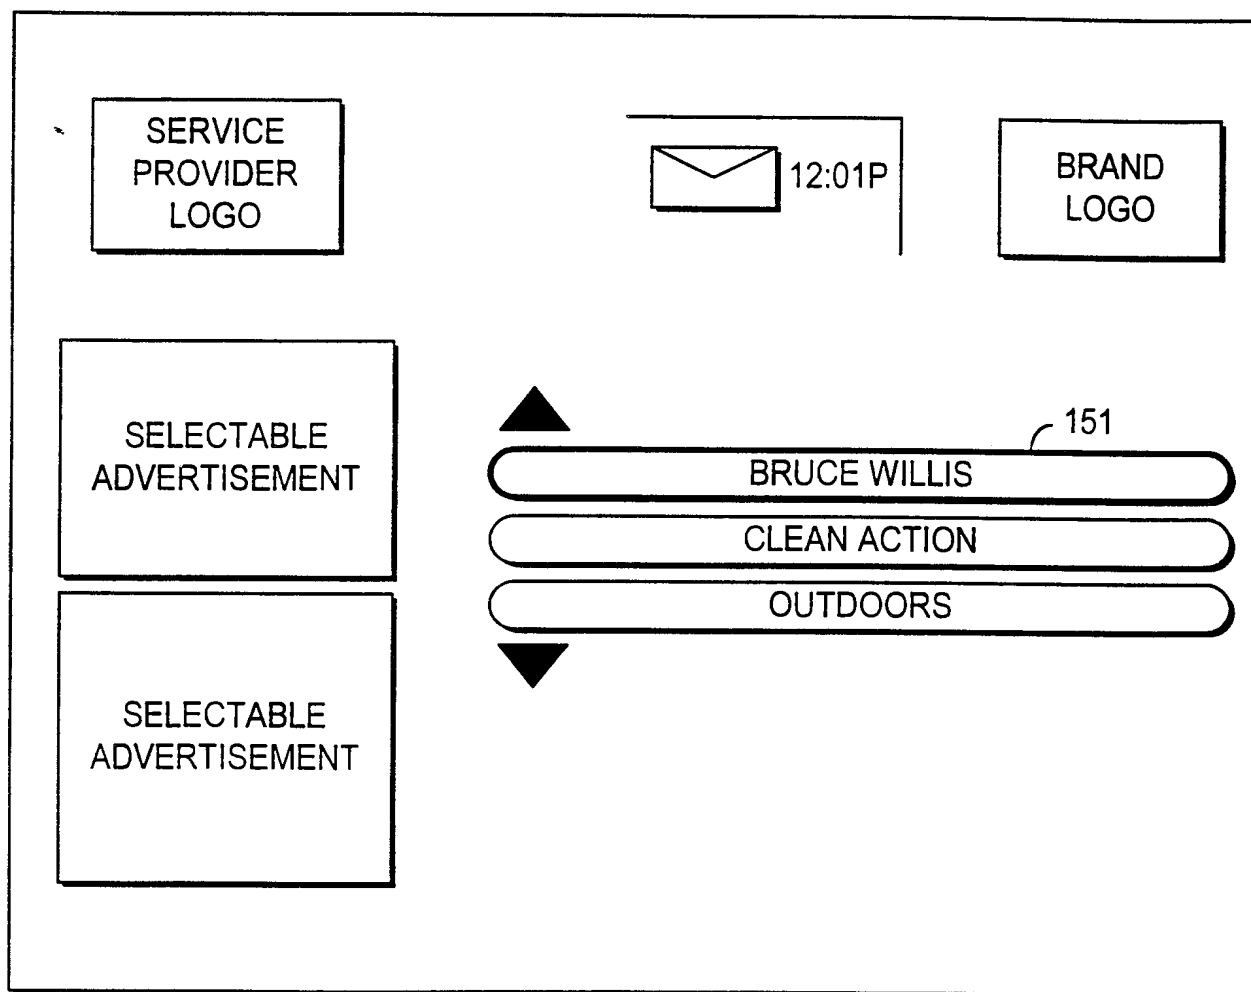 SERVICE
PROVIDER
LOGO
12:01P
BRAND
LOGO
SELECTABLE
ADVERTISEMENT
151
BRUCE WILLIS
CLEAN ACTION
OUTDOORS
SELECTABLE
ADVERTISEMENT